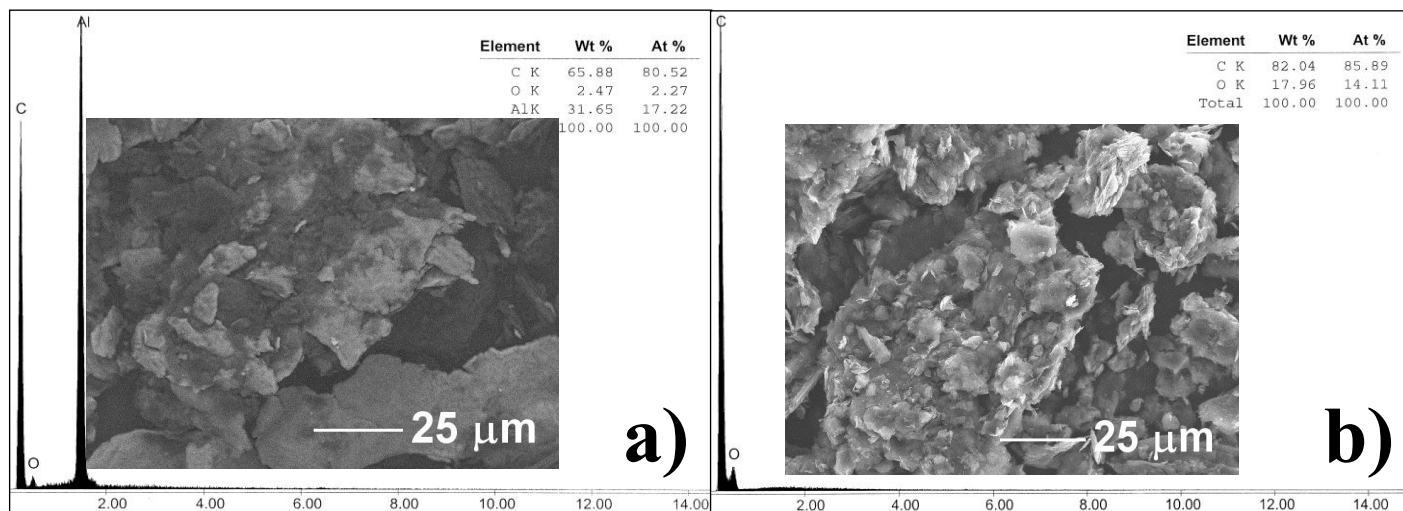 Al
Element Wt % At %
C K 65.88 80.52
O K 2.47 2.27
AlK 31.65 17.22
100.00 100.00
C
O
25 μm
a)
2.00 4.00 6.00 8.00 10.00 12.00 14.00
C
Element Wt % At %
C K 82.04 85.89
O K 17.96 14.11
Total 100.00 100.00
O
25 μm
b)
2.00 4.00 6.00 8.00 10.00 12.00 14.00